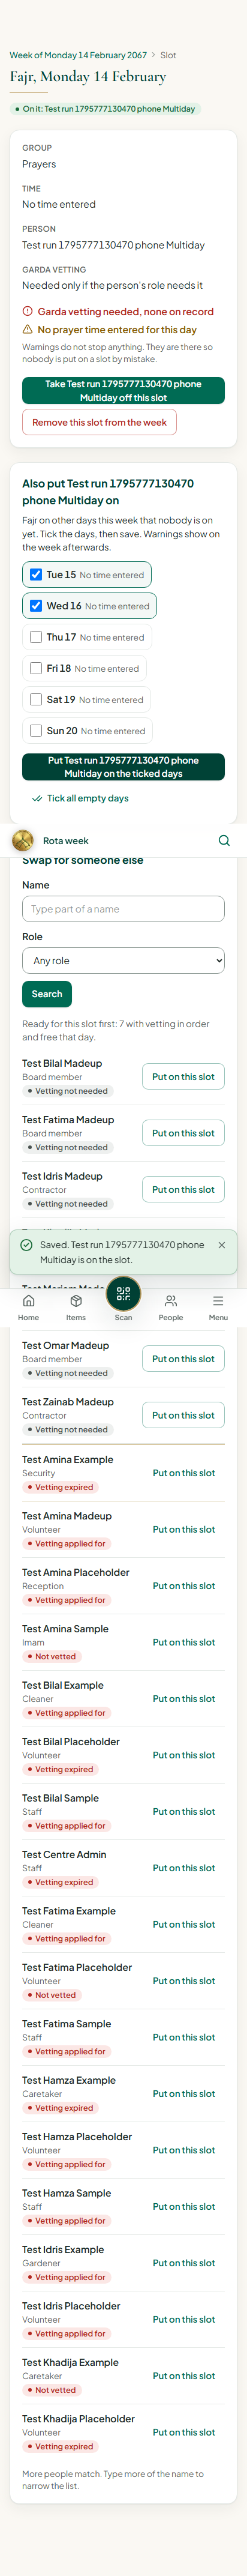 Week of Monday 14 February 2067 > Slot
Fajr, Monday 14 February
On it: Test run 1795777130470 phone Multiday
GROUP
Prayers
TIME
No time entered
PERSON
Test run 1795777130470 phone Multiday
GARDA VETTING
Needed only if the person's role needs it
Garda vetting needed, none on record
No prayer time entered for this day
Warnings do not stop anything. They are there so
nobody is put on a slot by mistake.
Take Test run 1795777130470 phone
Multiday off this slot
Remove this slot from the week
Also put Test run 1795777130470
phone Multiday on
Fajr on other days this week that nobody is on
yet. Tick the days, then save. Warnings show on
the week afterwards.
Tue 15 No time entered
Wed 16 No time entered
Thu 17 No time entered
Fri 18 No time entered
Sat 19 No time entered
Sun 20 No time entered
Put Test run 1795777130470 phone
Multiday on the ticked days
Tick all empty days
Rota week
Swap for someone else
Name
Type part of a name
Role
Any role
Search
Ready for this slot first: 7 with vetting in order
and free that day.
Test Bilal Madeup
Board member
Vetting not needed
Put on this slot
Test Fatima Madeup
Board member
Vetting not needed
Put on this slot
Test Idris Madeup
Contractor
Vetting not needed
Put on this slot
Saved. Test run 1795777130470 phone
Multiday is on the slot.
Home
Items
Scan
People
Menu
Test Omar Madeup
Board member
Vetting not needed
Put on this slot
Test Zainab Madeup
Contractor
Vetting not needed
Put on this slot
Test Amina Example
Security
Vetting expired
Put on this slot
Test Amina Madeup
Volunteer
Vetting applied for
Put on this slot
Test Amina Placeholder
Reception
Vetting applied for
Put on this slot
Test Amina Sample
Imam
Not vetted
Put on this slot
Test Bilal Example
Cleaner
Vetting applied for
Put on this slot
Test Bilal Placeholder
Volunteer
Vetting expired
Put on this slot
Test Bilal Sample
Staff
Vetting applied for
Put on this slot
Test Centre Admin
Staff
Vetting expired
Put on this slot
Test Fatima Example
Cleaner
Vetting applied for
Put on this slot
Test Fatima Placeholder
Volunteer
Not vetted
Put on this slot
Test Fatima Sample
Staff
Vetting applied for
Put on this slot
Test Hamza Example
Caretaker
Vetting expired
Put on this slot
Test Hamza Placeholder
Volunteer
Vetting applied for
Put on this slot
Test Hamza Sample
Staff
Vetting applied for
Put on this slot
Test Idris Example
Gardener
Vetting applied for
Put on this slot
Test Idris Placeholder
Volunteer
Vetting applied for
Put on this slot
Test Khadija Example
Caretaker
Not vetted
Put on this slot
Test Khadija Placeholder
Volunteer
Vetting expired
Put on this slot
More people match. Type more of the name to
narrow the list.